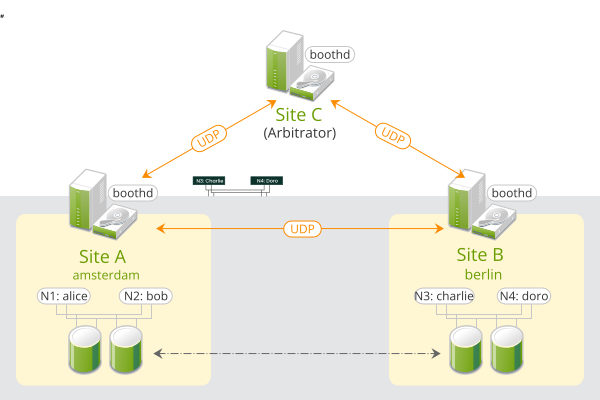 boothd
Site C
(Arbitrator)
UDP
UDP
N3: Charlie
N4: Doro
boothd
boothd
UDP
Site A
amsterdam
Site B
berlin
N1: alice
N2: bob
N3: charlie
N4: doro